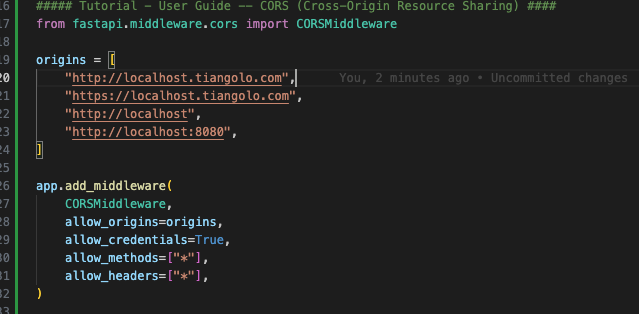 16 ##### Tutorial - User Guide -- CORS (Cross-Origin Resource Sharing) ####
17 from fastapi.middleware.cors import CORSMiddleware
18
19 origins = [
20     "http://localhost.tiangolo.com", You, 2 minutes ago • Uncommitted changes
21     "https://localhost.tiangolo.com",
22     "http://localhost",
23     "http://localhost:8080",
24 ]
25
26 app.add_middleware(
27     CORSMiddleware,
28     allow_origins=origins,
29     allow_credentials=True,
30     allow_methods=["*"],
31     allow_headers=["*"],
32 )
33